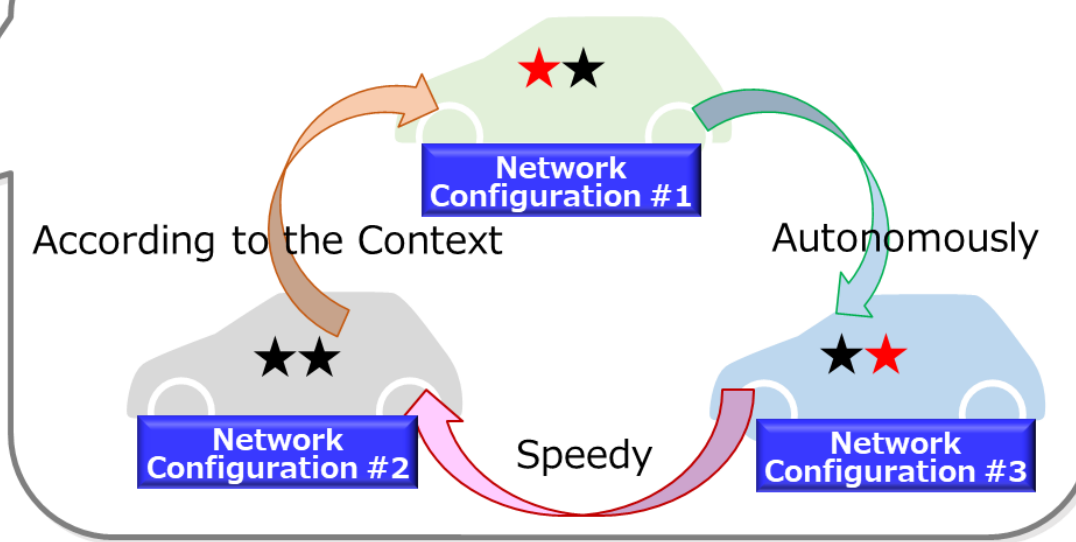 Network
Configuration #1
According to the Context
Autonomously
Network
Configuration #2
Speedy
Network
Configuration #3